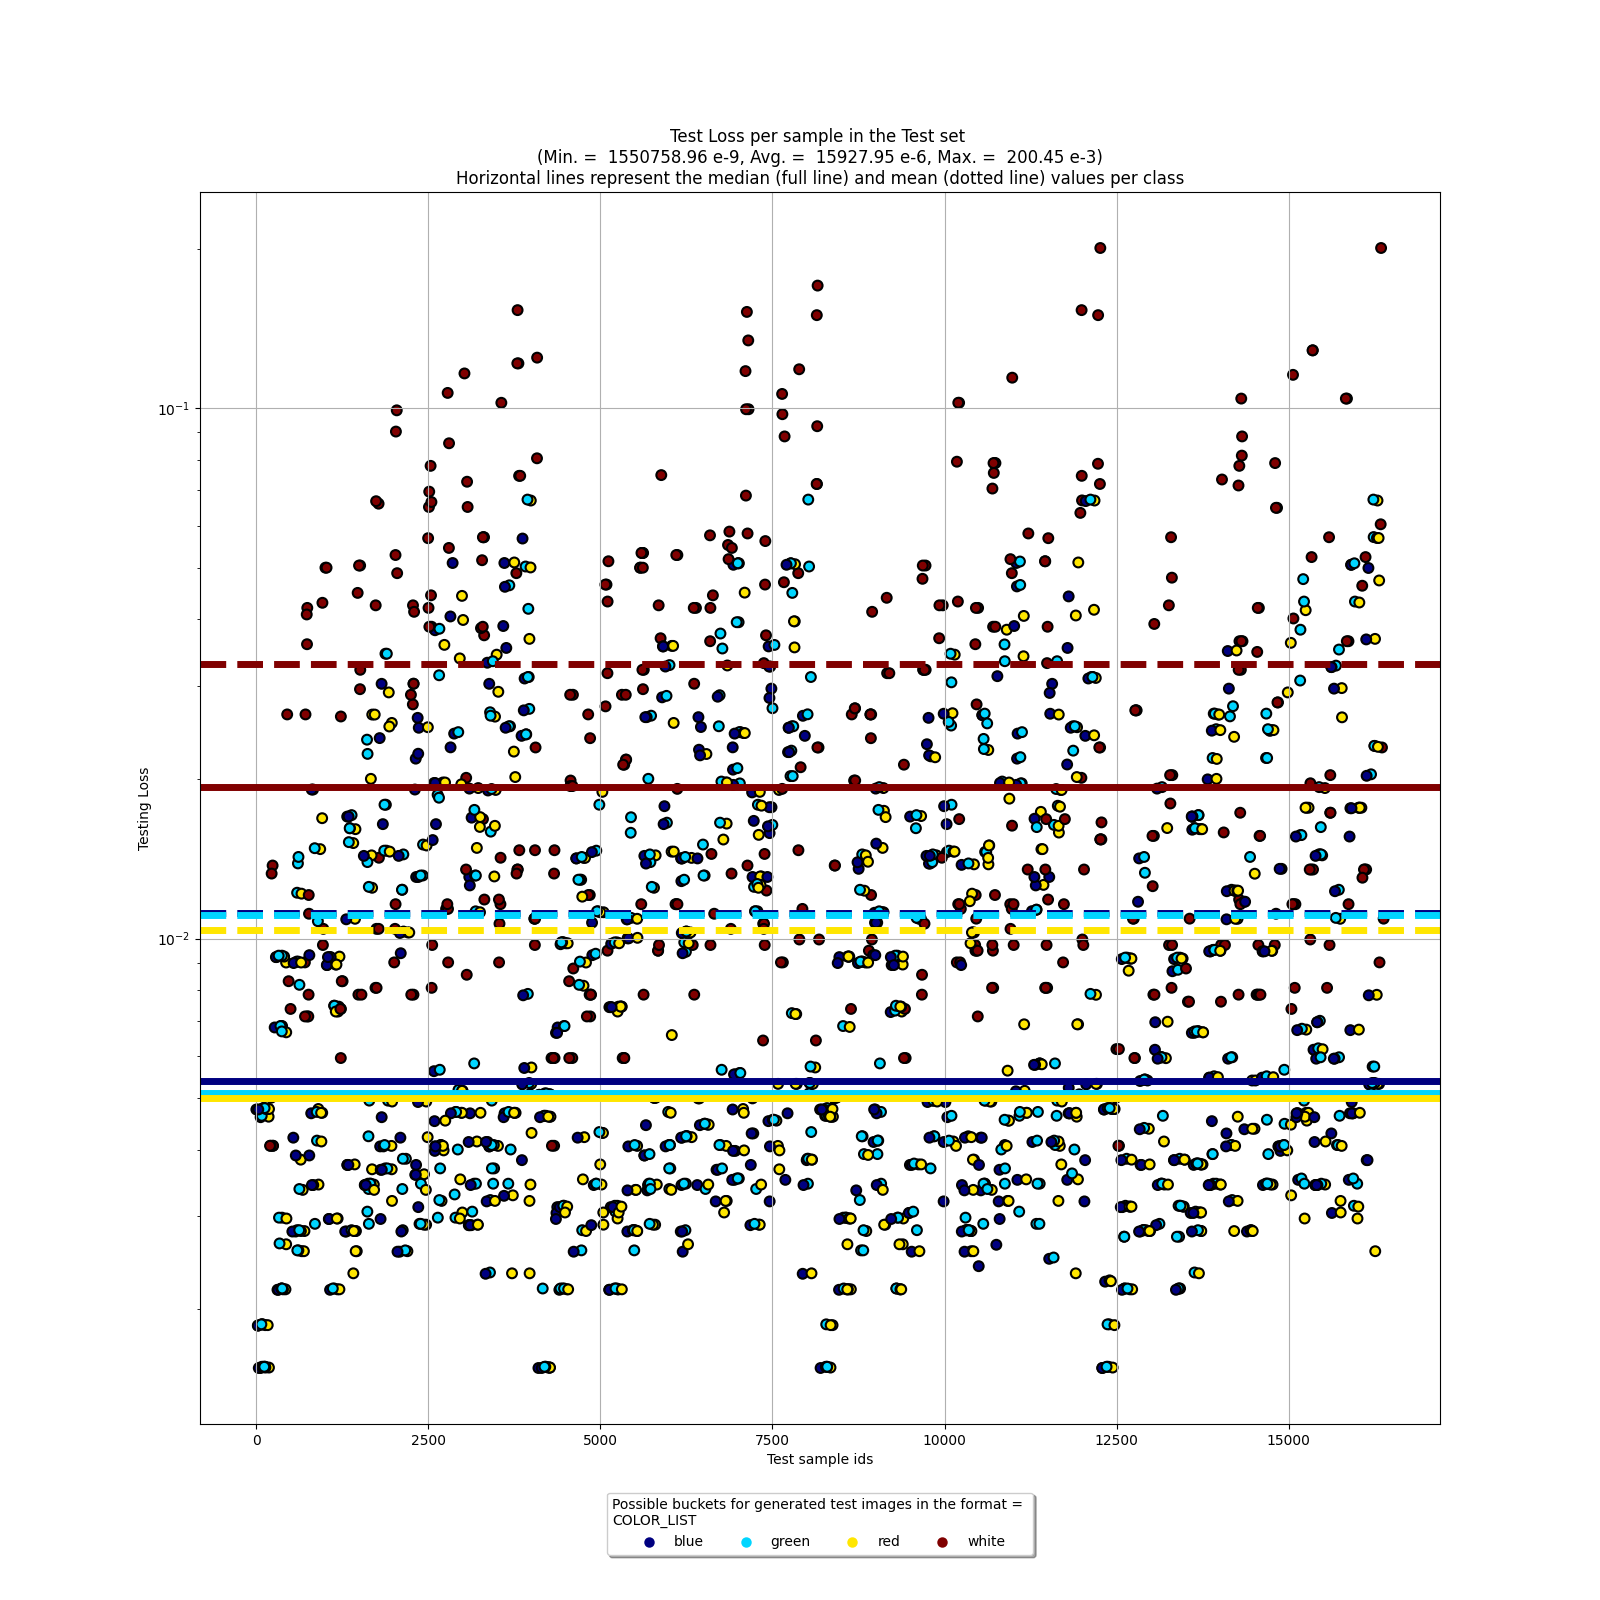 Test Loss per sample in the Test set
(Min. =  1550758.96 e-9, Avg. =  15927.95 e-6, Max. =  200.45 e-3)
Horizontal lines represent the median (full line) and mean (dotted line) values per class
Testing Loss
10⁻¹
10⁻²
0 2500 5000 7500 10000 12500 15000
Test sample ids
Possible buckets for generated test images in the format =
COLOR_LIST
blue green red white